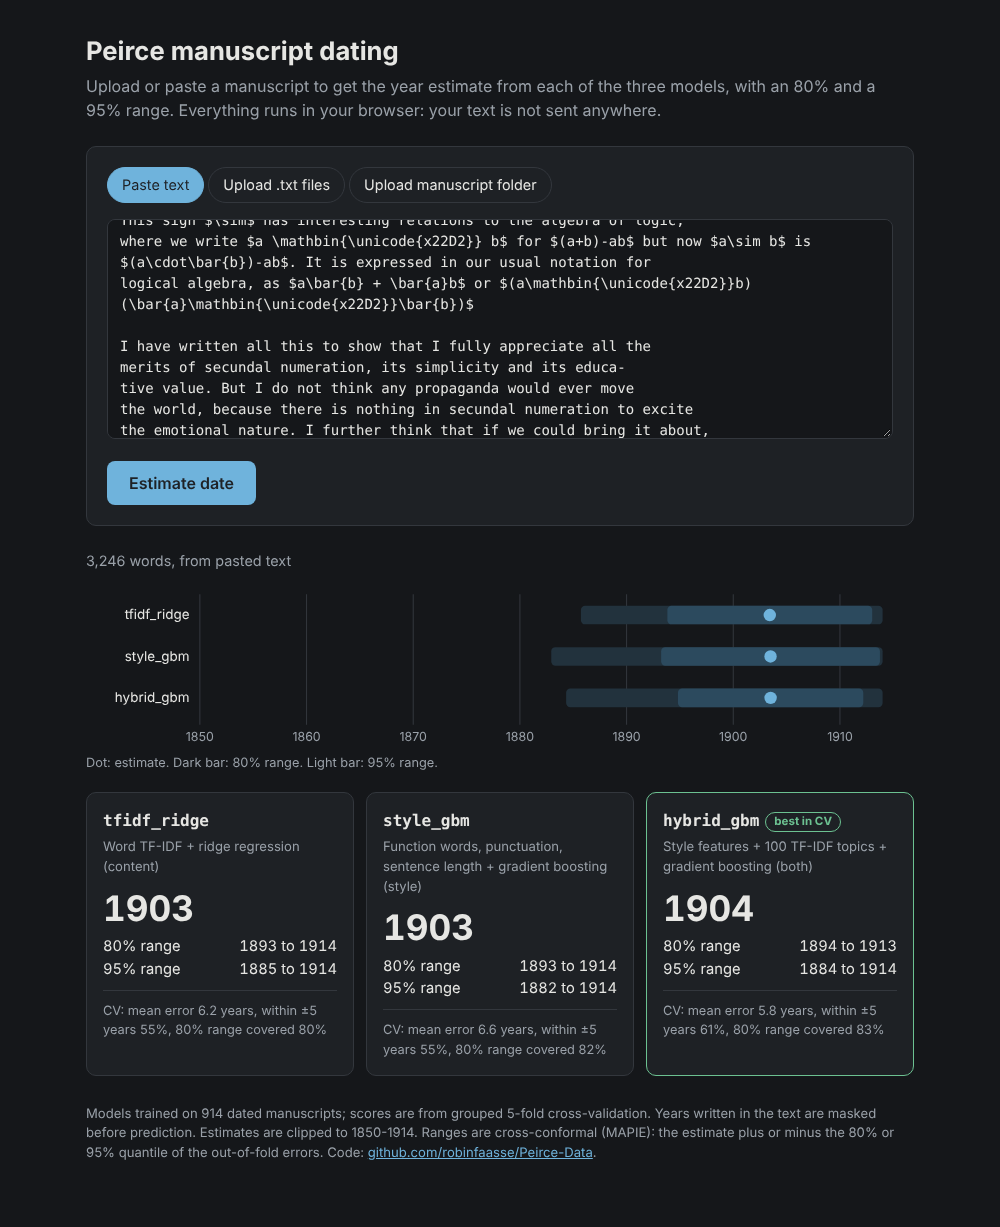 Peirce manuscript dating
Upload or paste a manuscript to get the year estimate from each of the three models, with an 80% and a
95% range. Everything runs in your browser: your text is not sent anywhere.
Paste text
Upload .txt files
Upload manuscript folder
This sign $\sim$ has interesting relations to the algebra of logic,
where we write $a \mathbin{\unicode{x22D2}} b$ for $(a+b)-ab$ but now $a\sim b$ is
$(a\cdot\bar{b})-ab$. It is expressed in our usual notation for
logical algebra, as $a\bar{b} + \bar{a}b$ or $(a\mathbin{\unicode{x22D2}}b)
(\bar{a}\mathbin{\unicode{x22D2}}\bar{b})$
I have written all this to show that I fully appreciate all the
merits of secundal numeration, its simplicity and its educa-
tive value. But I do not think any propaganda would ever move
the world, because there is nothing in secundal numeration to excite
the emotional nature. I further think that if we could bring it about,
Estimate date
3,246 words, from pasted text
tfidf_ridge
style_gbm
hybrid_gbm
1850 1860 1870 1880 1890 1900 1910
Dot: estimate. Dark bar: 80% range. Light bar: 95% range.
tfidf_ridge
Word TF-IDF + ridge regression
(content)
1903
80% range 1893 to 1914
95% range 1885 to 1914
CV: mean error 6.2 years, within ±5
years 55%, 80% range covered 80%
style_gbm
Function words, punctuation,
sentence length + gradient boosting
(style)
1903
80% range 1893 to 1914
95% range 1882 to 1914
CV: mean error 6.6 years, within ±5
years 55%, 80% range covered 82%
hybrid_gbm best in CV
Style features + 100 TF-IDF topics +
gradient boosting (both)
1904
80% range 1894 to 1913
95% range 1884 to 1914
CV: mean error 5.8 years, within ±5
years 61%, 80% range covered 83%
Models trained on 914 dated manuscripts; scores are from grouped 5-fold cross-validation. Years written in the text are masked
before prediction. Estimates are clipped to 1850-1914. Ranges are cross-conformal (MAPIE): the estimate plus or minus the 80% or
95% quantile of the out-of-fold errors. Code: github.com/robinfaasse/Peirce-Data.